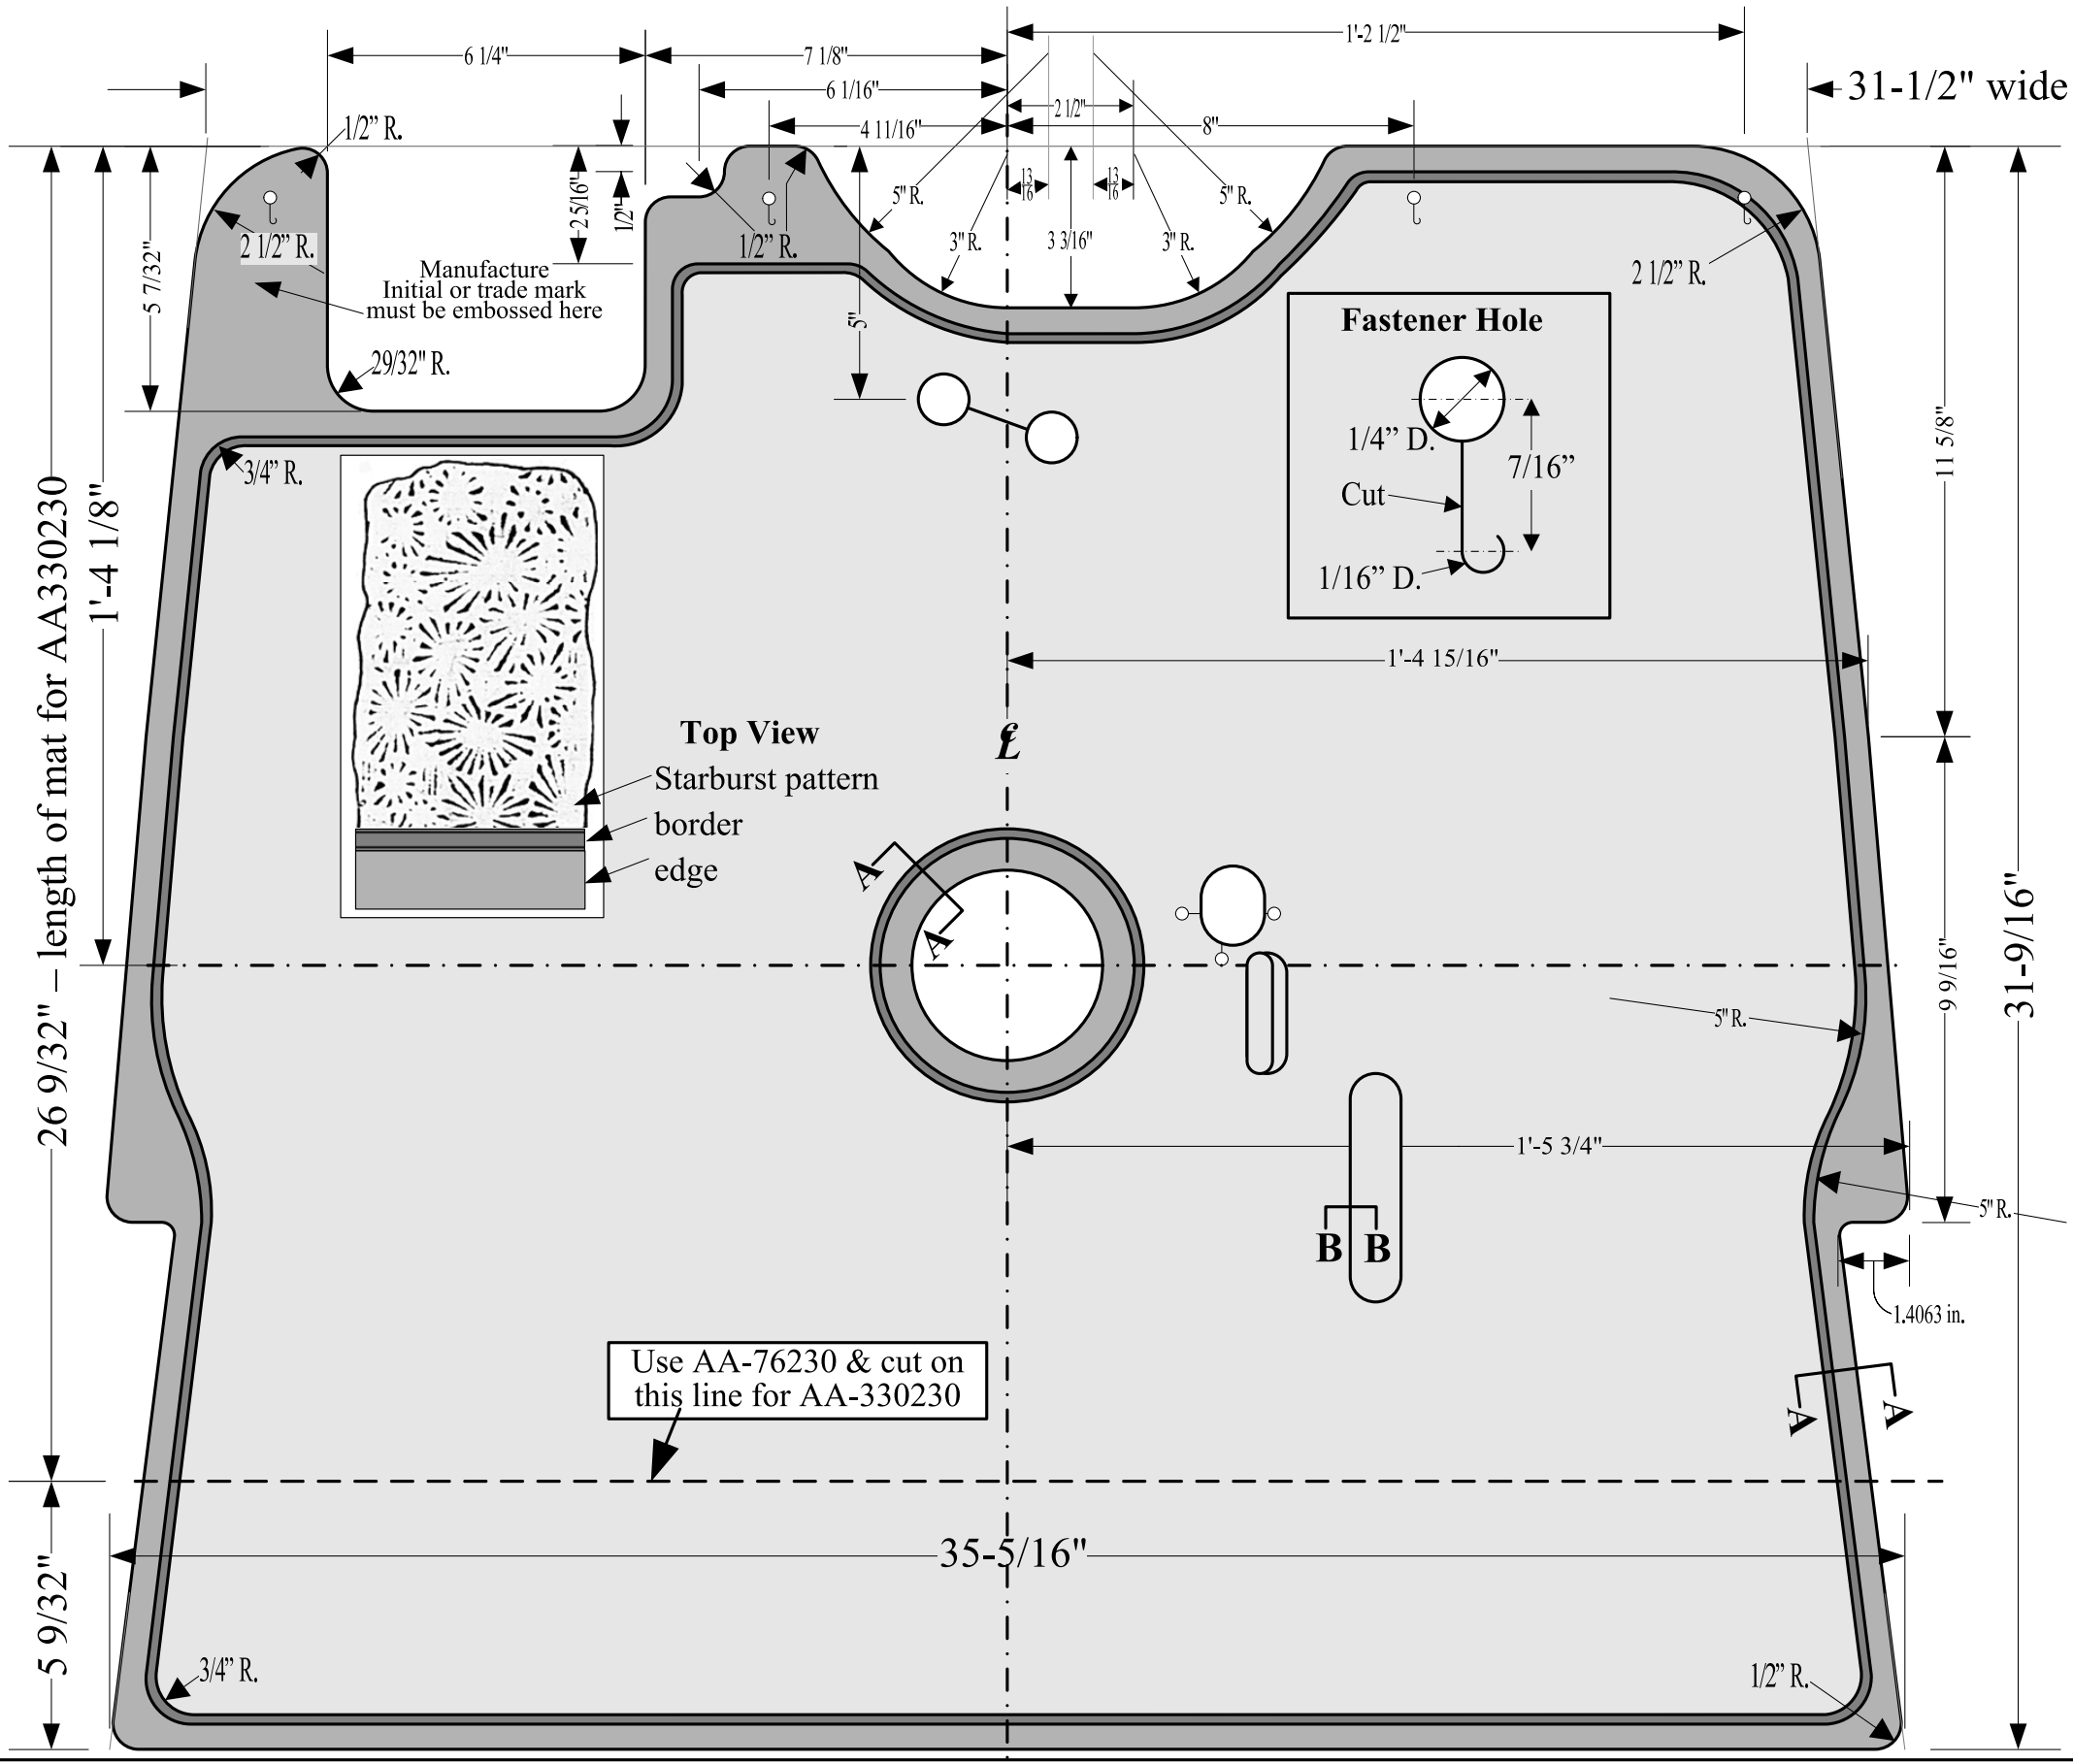 1'-2 1/2"
6 1/4"
7 1/8"
31-1/2" wide
6 1/16"
2 1/2"
1/2” R.
4 11/16"
8"
13
16
13
16
5" R.
5" R.
2 5/16"
1/2"
3" R.
3 3/16"
3" R.
2 1/2” R.
1/2” R.
2 1/2” R.
5 7/32"
Manufacture
Initial or trade mark
must be embossed here
5"
29/32" R.
Fastener Hole
1/4” D.
7/16”
Cut
1/16” D.
11 5/8"
3/4” R.
26 9/32" – length of mat for AA330230
1'-4 1/8"
1'-4 15/16"
Top View
Starburst pattern
border
edge
℄
A
A
31-9/16"
9 9/16"
5" R.
1'-5 3/4"
5" R.
B B
1.4063 in.
Use AA-76230 & cut on
this line for AA-330230
A
A
35-5/16"
5 9/32"
3/4” R.
1/2” R.